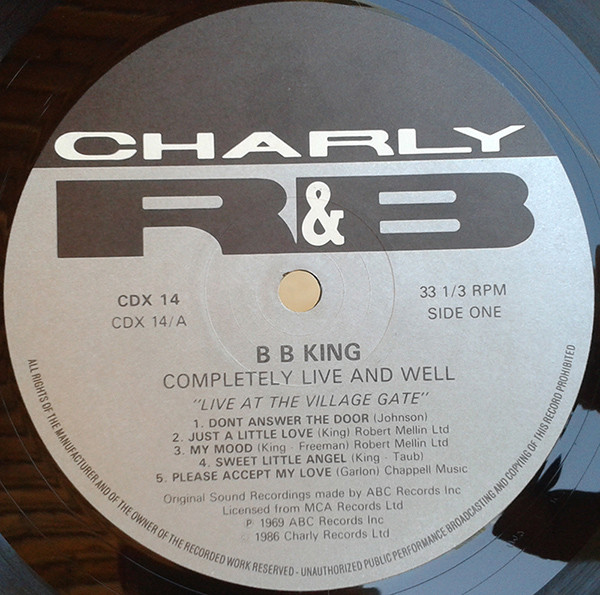 CHARLY
R&B
CDX 14
CDX 14/A
33 1/3 RPM
SIDE ONE
B B KING
COMPLETELY LIVE AND WELL
"LIVE AT THE VILLAGE GATE"
1. DONT ANSWER THE DOOR (Johnson)
2. JUST A LITTLE LOVE (King) Robert Mellin Ltd
3. MY MOOD (King - Freeman) Robert Mellin Ltd
4. SWEET LITTLE ANGEL (King - Taub)
5. PLEASE ACCEPT MY LOVE (Garlon) Chappell Music
Original Sound Recordings made by ABC Records Inc
Licensed from MCA Records Ltd
℗ 1969 ABC Records Inc
© 1986 Charly Records Ltd
ALL RIGHTS OF THE MANUFACTURER AND OF THE OWNER OF THE RECORDED WORK RESERVED - UNAUTHORIZED PUBLIC PERFORMANCE BROADCASTING AND COPYING OF THIS RECORD PROHIBITED